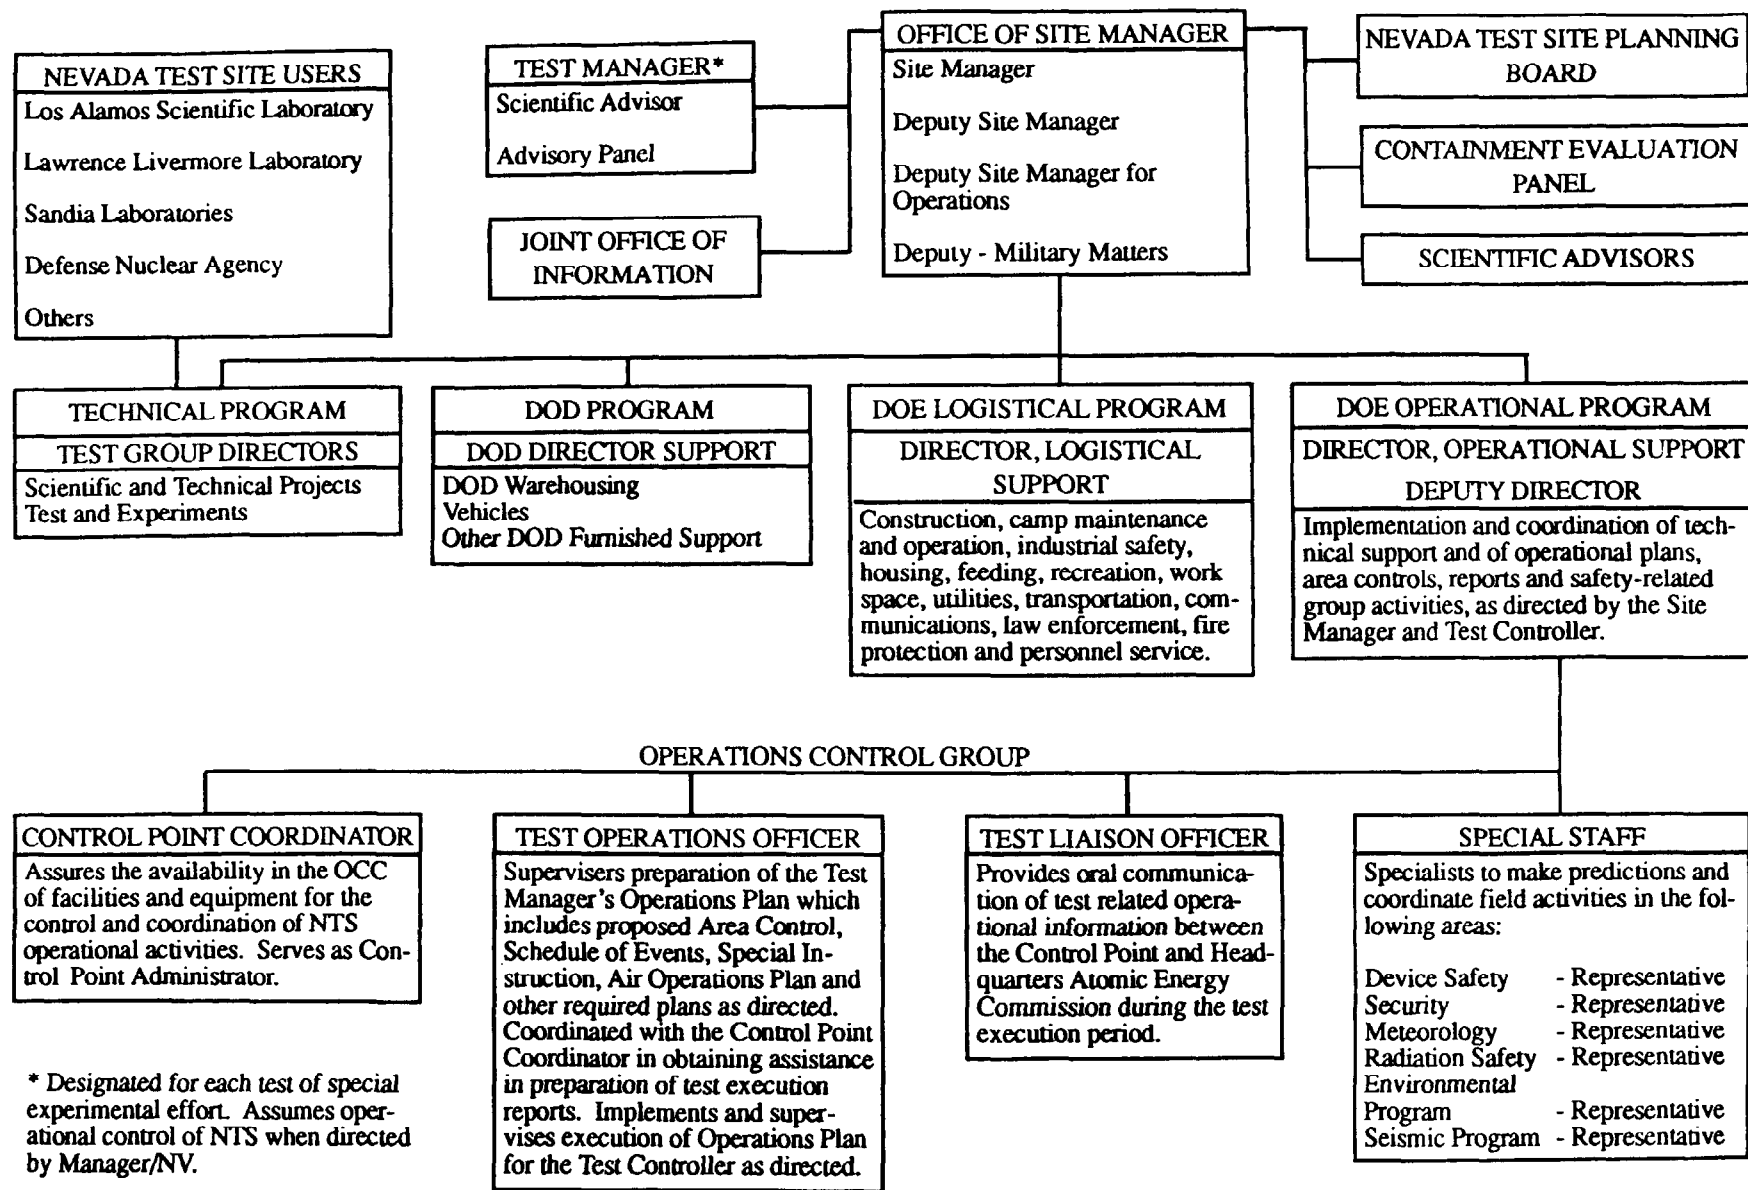 NEVADA TEST SITE USERS
Los Alamos Scientific Laboratory
Lawrence Livermore Laboratory
Sandia Laboratories
Defense Nuclear Agency
Others
TEST MANAGER*
Scientific Advisor
Advisory Panel
JOINT OFFICE OF
INFORMATION
OFFICE OF SITE MANAGER
Site Manager
Deputy Site Manager
Deputy Site Manager for
Operations
Deputy - Military Matters
NEVADA TEST SITE PLANNING
BOARD
CONTAINMENT EVALUATION
PANEL
SCIENTIFIC ADVISORS
TECHNICAL PROGRAM
TEST GROUP DIRECTORS
Scientific and Technical Projects
Test and Experiments
DOD PROGRAM
DOD DIRECTOR SUPPORT
DOD Warehousing
Vehicles
Other DOD Furnished Support
DOE LOGISTICAL PROGRAM
DIRECTOR, LOGISTICAL
SUPPORT
Construction, camp maintenance
and operation, industrial safety,
housing, feeding, recreation, work
space, utilities, transportation, com-
munications, law enforcement, fire
protection and personnel service.
DOE OPERATIONAL PROGRAM
DIRECTOR, OPERATIONAL SUPPORT
DEPUTY DIRECTOR
Implementation and coordination of tech-
nical support and of operational plans,
area controls, reports and safety-related
group activities, as directed by the Site
Manager and Test Controller.
OPERATIONS CONTROL GROUP
CONTROL POINT COORDINATOR
Assures the availability in the OCC
of facilities and equipment for the
control and coordination of NTS
operational activities. Serves as Con-
trol Point Administrator.
TEST OPERATIONS OFFICER
Supervisers preparation of the Test
Manager's Operations Plan which
includes proposed Area Control,
Schedule of Events, Special In-
struction, Air Operations Plan and
other required plans as directed.
Coordinated with the Control Point
Coordinator in obtaining assistance
in preparation of test execution
reports. Implements and super-
vises execution of Operations Plan
for the Test Controller as directed.
TEST LIAISON OFFICER
Provides oral communica-
tion of test related opera-
tional information between
the Control Point and Head-
quarters Atomic Energy
Commission during the test
execution period.
SPECIAL STAFF
Specialists to make predictions and
coordinate field activities in the fol-
lowing areas:
Device Safety - Representative
Security - Representative
Meteorology - Representative
Radiation Safety - Representative
Environmental
Program - Representative
Seismic Program - Representative
* Designated for each test of special
experimental effort. Assumes oper-
ational control of NTS when directed
by Manager/NV.